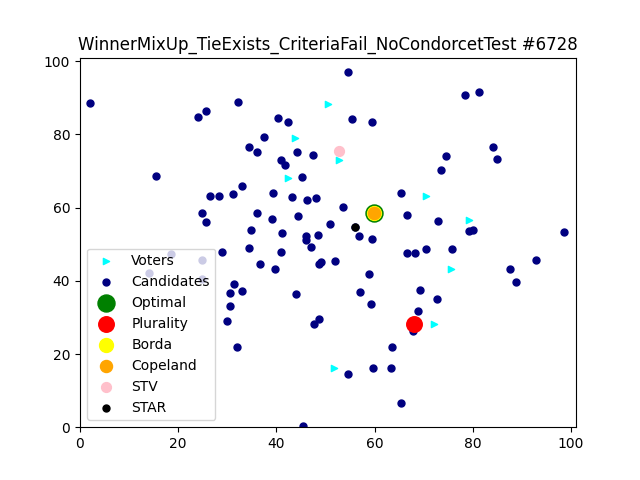 WinnerMixUp_TieExists_CriteriaFail_NoCondorcetTest #6728
100
80
60
40
20
0
Voters
Candidates
Optimal
Plurality
Borda
Copeland
STV
STAR
0 20 40 60 80 100